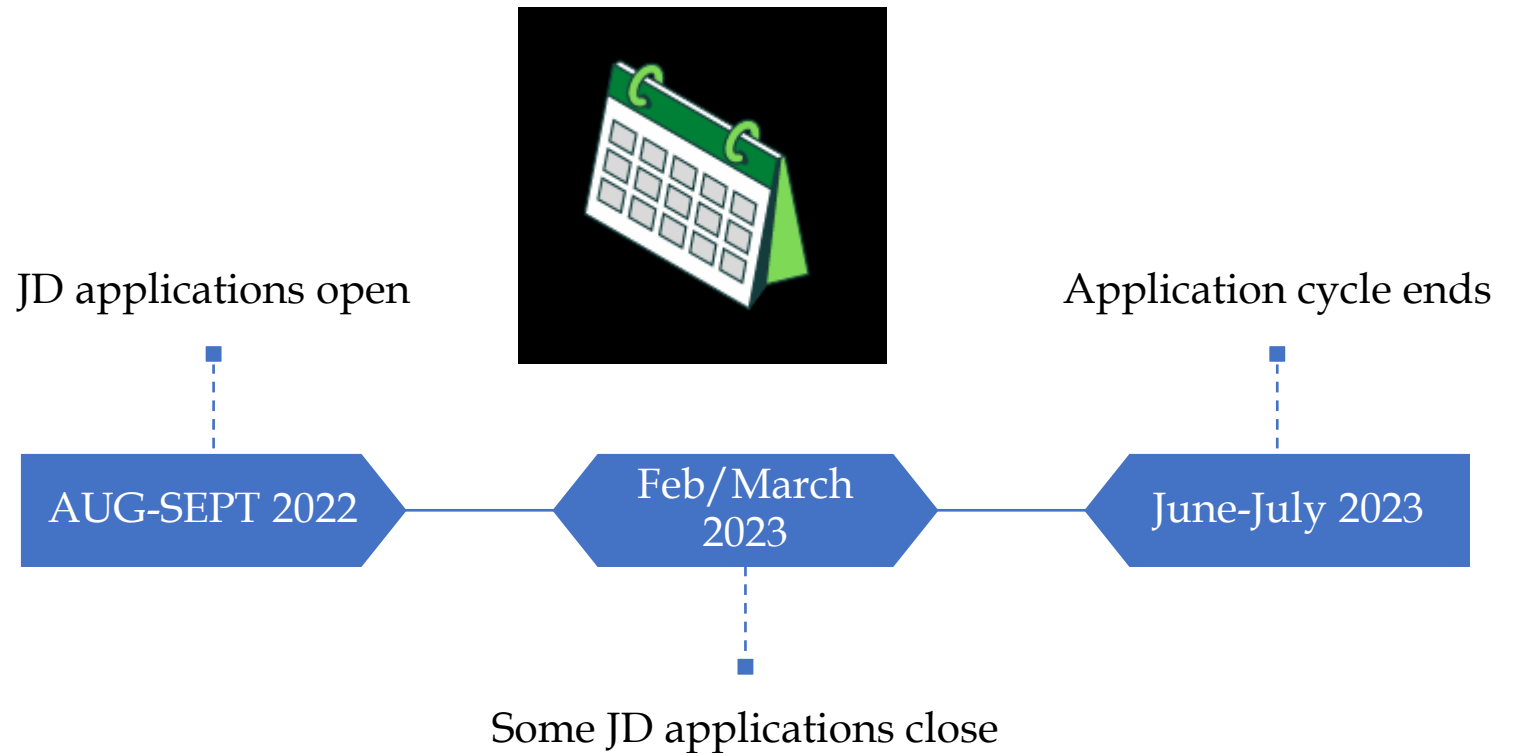 JD applications open
Application cycle ends
AUG-SEPT 2022
Feb/March
2023
June-July 2023
Some JD applications close